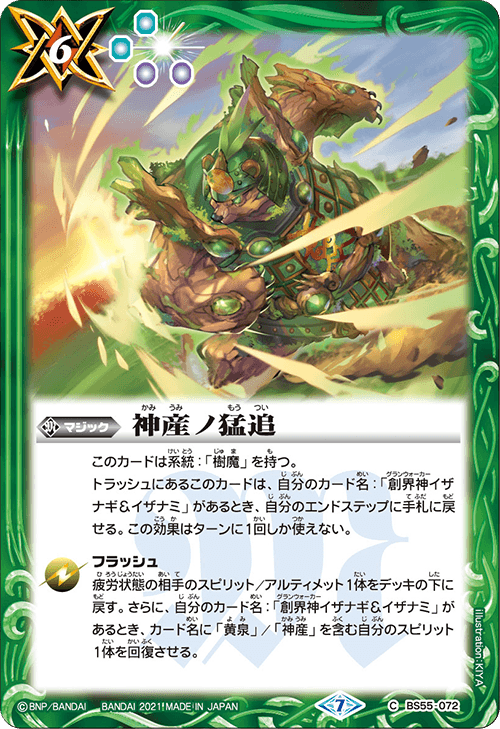 6
マジック
神産ノ猛追
かみ うみ もう つい
このカードは系統：「樹魔」を持つ。
トラッシュにあるこのカードは、自分のカード名：「創界神イザ
ナギ＆イザナミ」があるとき、自分のエンドステップに手札に戻
せる。この効果はターンに1回しか使えない。
フラッシュ
疲労状態の相手のスピリット／アルティメット1体をデッキの下に
戻す。さらに、自分のカード名：「創界神イザナギ＆イザナミ」が
あるとき、カード名に「黄泉」／「神産」を含む自分のスピリット
1体を回復させる。
illustration:KIYA
©BNP/BANDAI BANDAI 2021 MADE IN JAPAN
7
C BS55-072